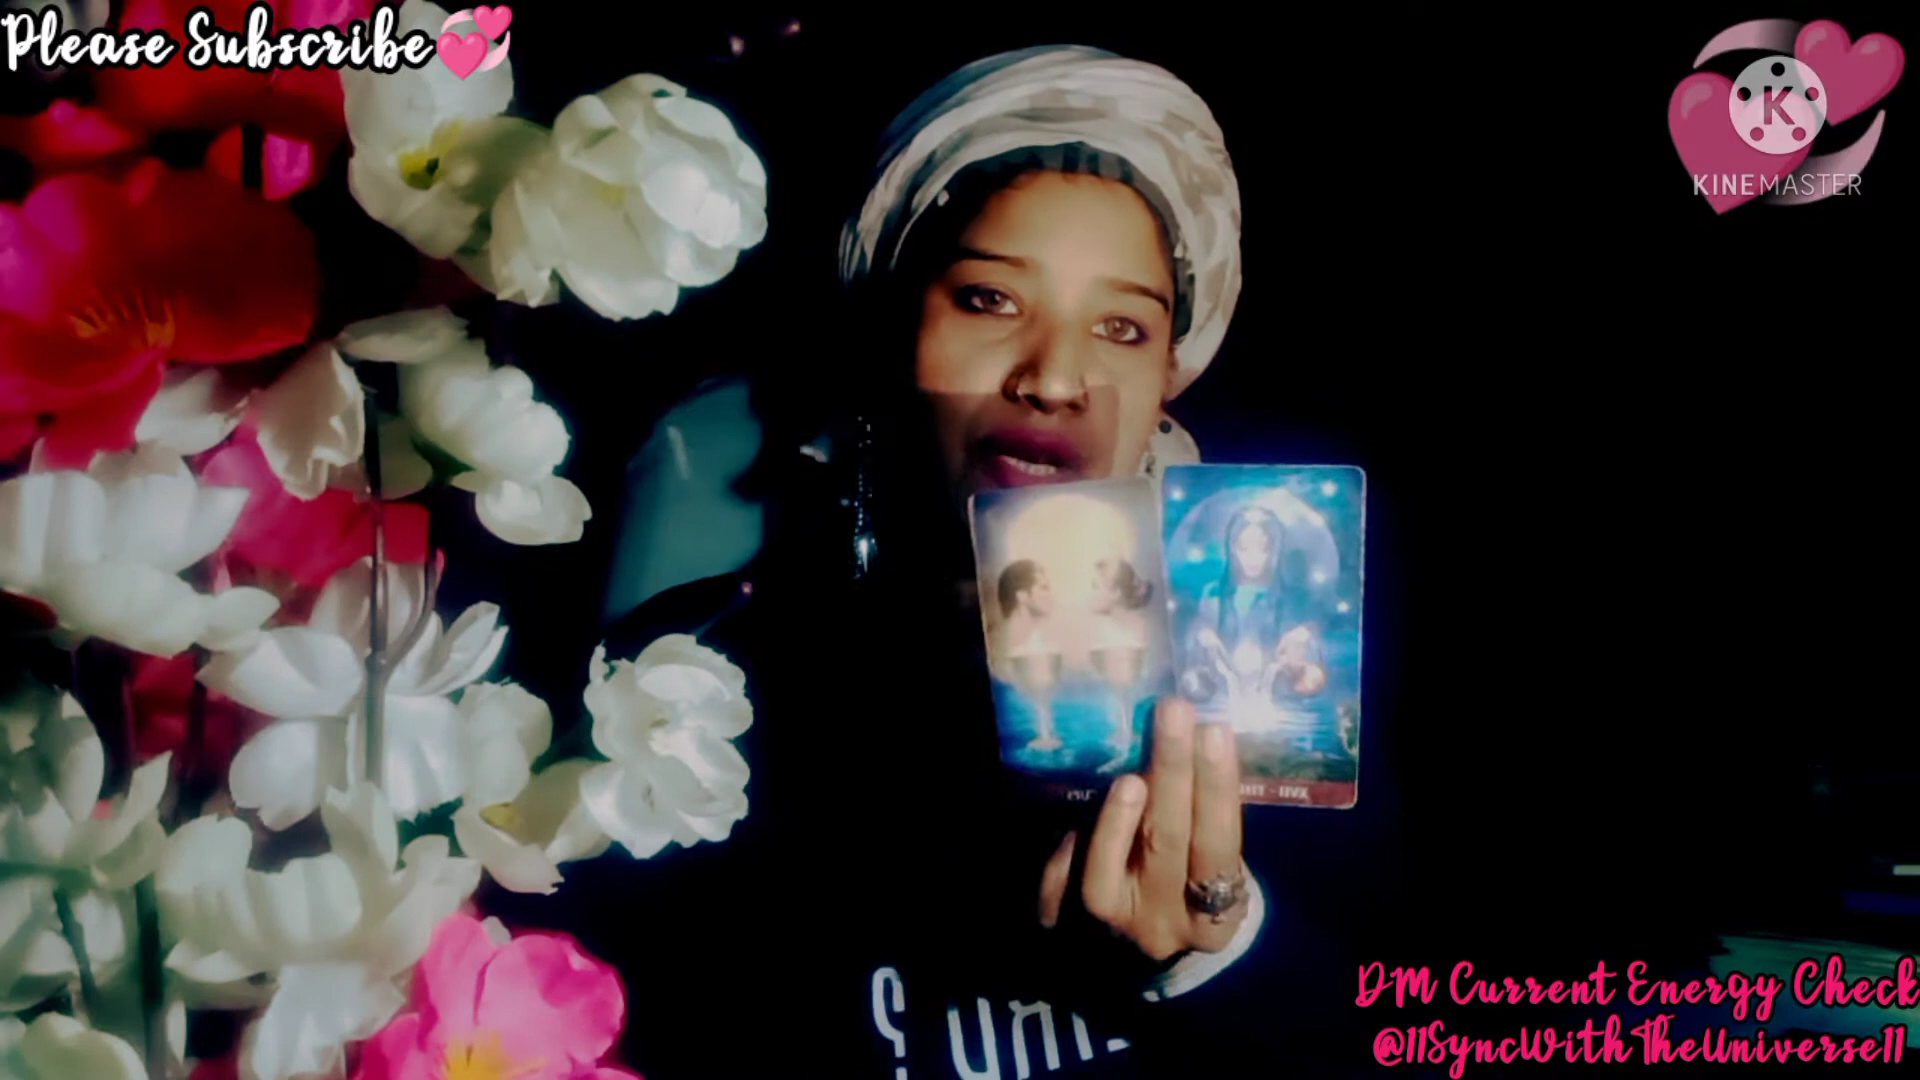 Please Subscribe💞
K
KINEMASTER
DM Current Energy Check
@11SyncWithTheUniverse11